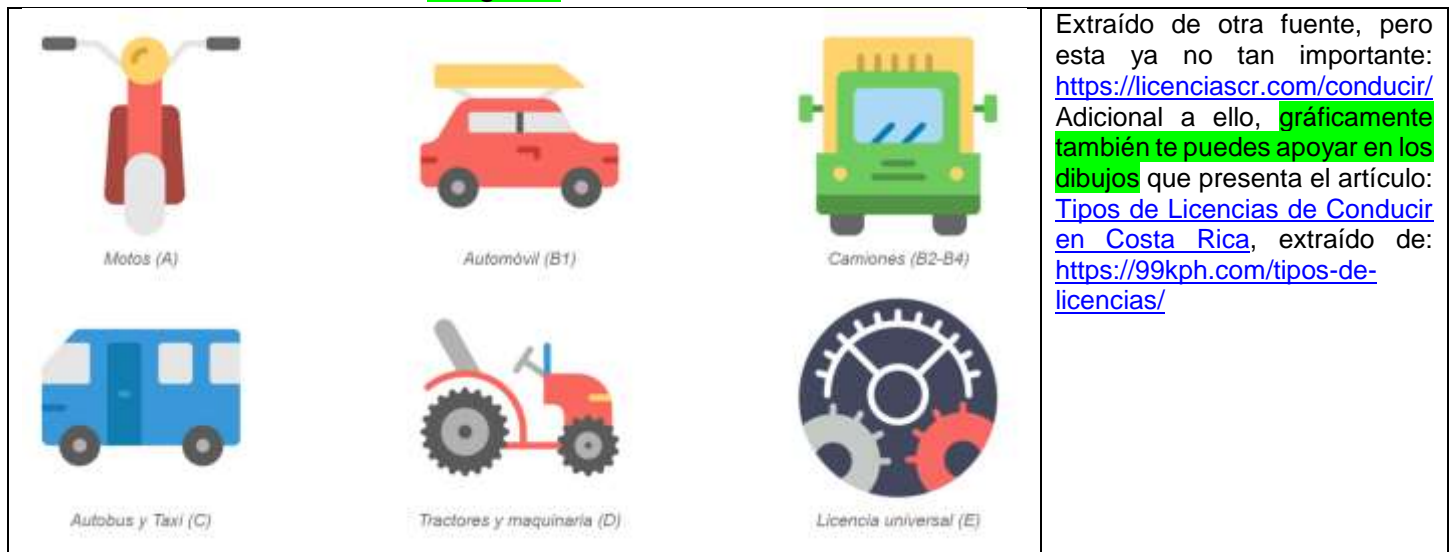 Motos (A)
Automóvil (B1)
Camiones (B2-B4)
Autobus y Taxi (C)
Tractores y maquinaria (D)
Licencia universal (E)
Extraído de otra fuente, pero
esta ya no tan importante:
https://licenciascr.com/conducir/
Adicional a ello, gráficamente
también te puedes apoyar en los
dibujos que presenta el artículo:
Tipos de Licencias de Conducir
en Costa Rica, extraído de:
https://99kph.com/tipos-de-
licencias/